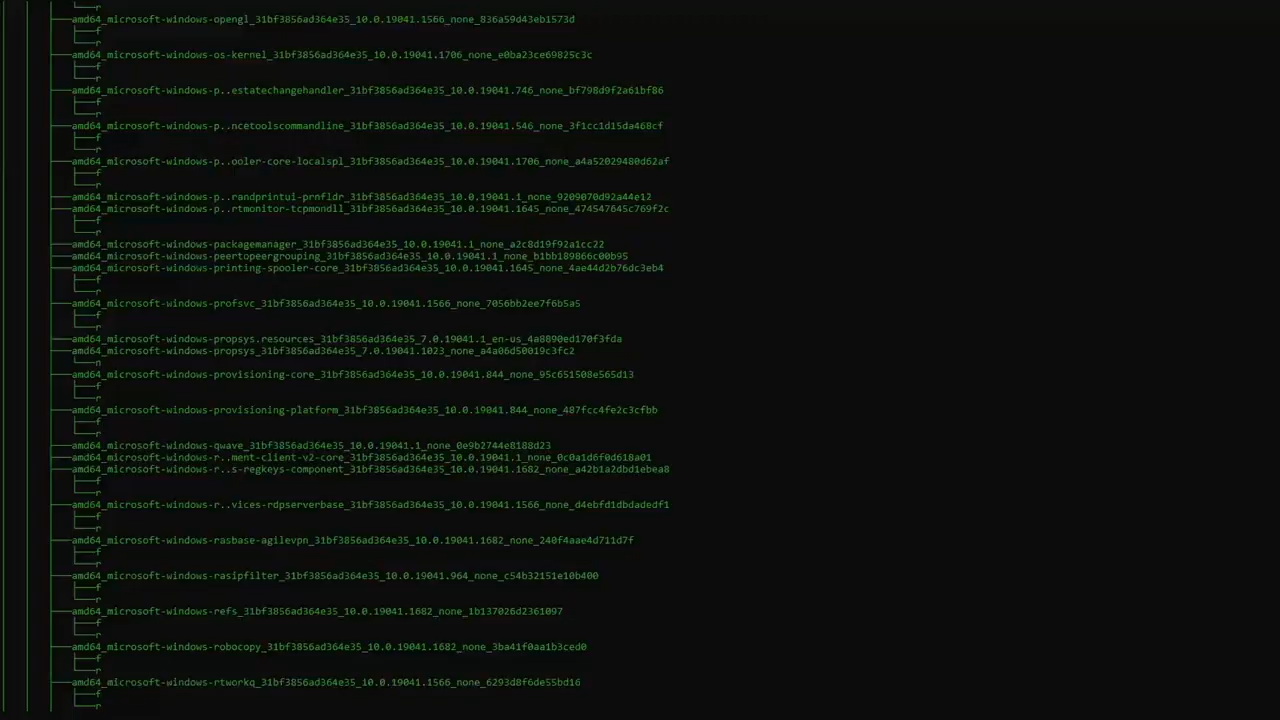 └───r
├───amd64_microsoft-windows-opengl_31bf3856ad364e35_10.0.19041.1566_none_836a59d43eb1573d
├───f
└───r
├───amd64_microsoft-windows-os-kernel_31bf3856ad364e35_10.0.19041.1706_none_e0ba23ce69825c3c
├───f
└───r
├───amd64_microsoft-windows-p..estatechangehandler_31bf3856ad364e35_10.0.19041.746_none_bf798d9f2a61bf86
├───f
└───r
├───amd64_microsoft-windows-p..ncetoolscommandline_31bf3856ad364e35_10.0.19041.546_none_3f1cc1d15da468cf
├───f
└───r
├───amd64_microsoft-windows-p..ooler-core-localspl_31bf3856ad364e35_10.0.19041.1706_none_a4a52029480d62af
├───f
└───r
├───amd64_microsoft-windows-p..randprintui-prnfldr_31bf3856ad364e35_10.0.19041.1_none_9209070d92a44e12
├───amd64_microsoft-windows-p..rtmonitor-tcpmondll_31bf3856ad364e35_10.0.19041.1645_none_474547645c769f2c
├───f
└───r
├───amd64_microsoft-windows-packagemanager_31bf3856ad364e35_10.0.19041.1_none_a2c8d19f92a1cc22
├───amd64_microsoft-windows-peertopeergrouping_31bf3856ad364e35_10.0.19041.1_none_b1bb189866c00b95
├───amd64_microsoft-windows-printing-spooler-core_31bf3856ad364e35_10.0.19041.1645_none_4ae44d2b76dc3eb4
├───f
└───r
├───amd64_microsoft-windows-profsvc_31bf3856ad364e35_10.0.19041.1566_none_7056bb2ee7f6b5a5
├───f
└───r
├───amd64_microsoft-windows-propsys.resources_31bf3856ad364e35_7.0.19041.1_en-us_4a8890ed170f3fda
├───amd64_microsoft-windows-propsys_31bf3856ad364e35_7.0.19041.1023_none_a4a06d50019c3fc2
└───n
├───amd64_microsoft-windows-provisioning-core_31bf3856ad364e35_10.0.19041.844_none_95c651508e565d13
├───f
└───r
├───amd64_microsoft-windows-provisioning-platform_31bf3856ad364e35_10.0.19041.844_none_487fcc4fe2c3cfbb
├───f
└───r
├───amd64_microsoft-windows-qwave_31bf3856ad364e35_10.0.19041.1_none_0e9b2744e8188d23
├───amd64_microsoft-windows-r..ment-client-v2-core_31bf3856ad364e35_10.0.19041.1_none_0c0a1d6f0d618a01
├───amd64_microsoft-windows-r..s-regkeys-component_31bf3856ad364e35_10.0.19041.1682_none_a42b1a2dbd1ebea8
├───f
└───r
├───amd64_microsoft-windows-r..vices-rdpserverbase_31bf3856ad364e35_10.0.19041.1566_none_d4ebfd1dbdadedf1
├───f
└───r
├───amd64_microsoft-windows-rasbase-agilevpn_31bf3856ad364e35_10.0.19041.1682_none_240f4aae4d711d7f
├───f
└───r
├───amd64_microsoft-windows-rasipfilter_31bf3856ad364e35_10.0.19041.964_none_c54b32151e10b400
├───f
└───r
├───amd64_microsoft-windows-refs_31bf3856ad364e35_10.0.19041.1682_none_1b137026d2361097
├───f
└───r
├───amd64_microsoft-windows-robocopy_31bf3856ad364e35_10.0.19041.1682_none_3ba41f0aa1b3ced0
├───f
└───r
├───amd64_microsoft-windows-rtworkq_31bf3856ad364e35_10.0.19041.1566_none_6293d8f6de55bd16
├───f
└───r